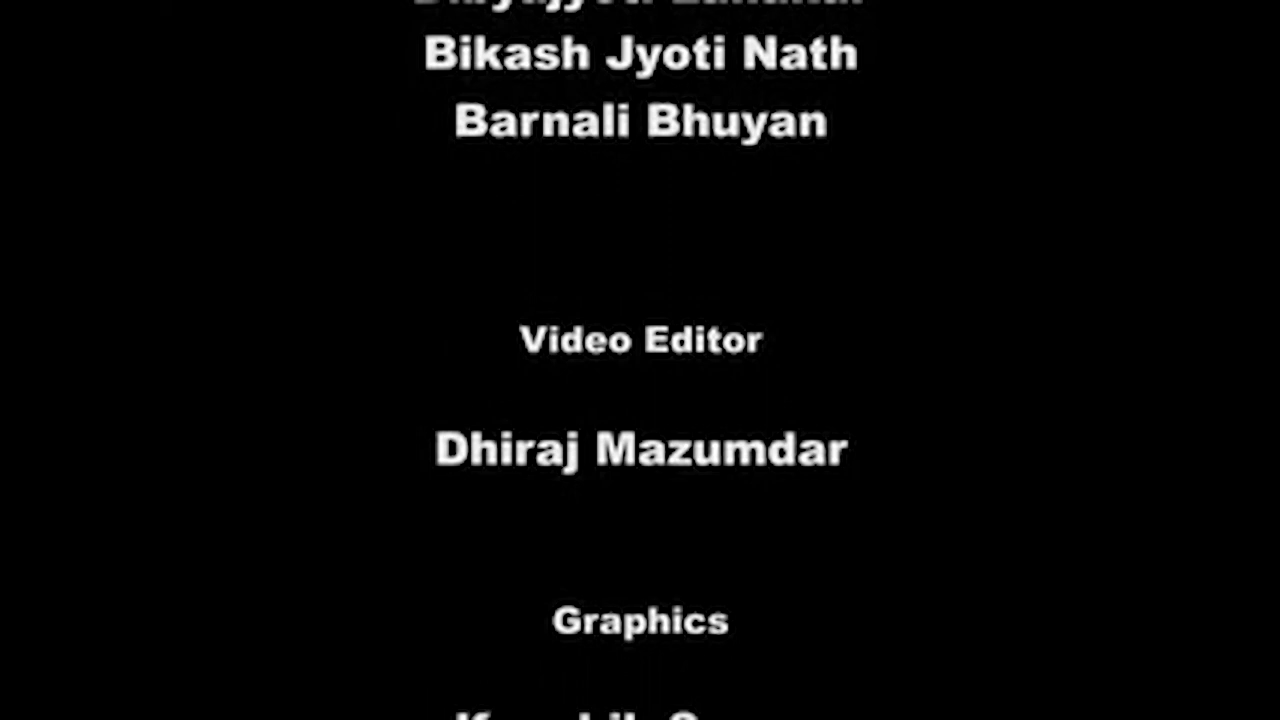 Bikash Jyoti Nath
Barnali Bhuyan
Video Editor
Dhiraj Mazumdar
Graphics